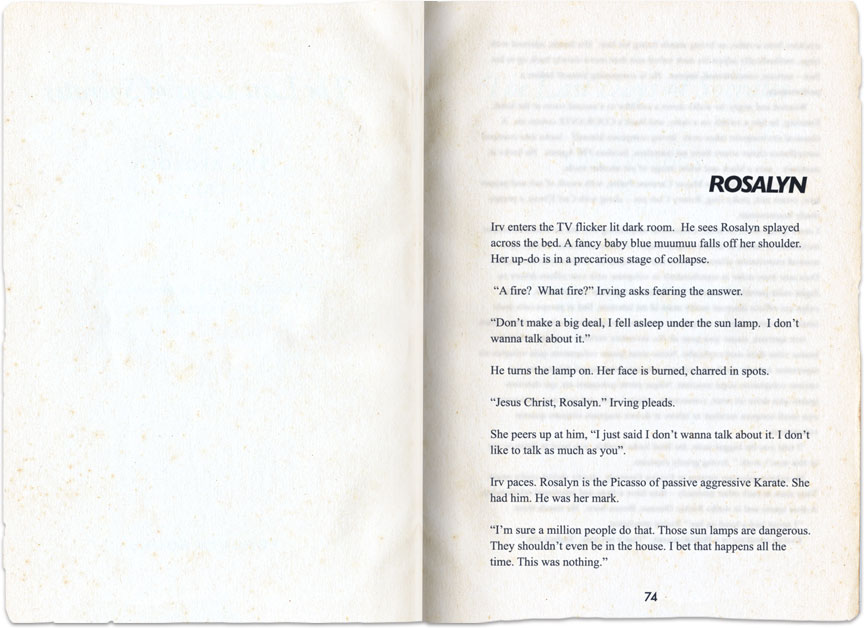 ROSALYN
Irv enters the TV flicker lit dark room.  He sees Rosalyn splayed
across the bed. A fancy baby blue muumuu falls off her shoulder.
Her up-do is in a precarious stage of collapse.
“A fire?  What fire?” Irving asks fearing the answer.
“Don’t make a big deal, I fell asleep under the sun lamp.  I don’t
wanna talk about it.”
He turns the lamp on. Her face is burned, charred in spots.
“Jesus Christ, Rosalyn.” Irving pleads.
She peers up at him, “I just said I don’t wanna talk about it. I don’t
like to talk as much as you”.
Irv paces. Rosalyn is the Picasso of passive aggressive Karate. She
had him. He was her mark.
“I’m sure a million people do that. Those sun lamps are dangerous.
They shouldn’t even be in the house. I bet that happens all the
time. This was nothing.”
74